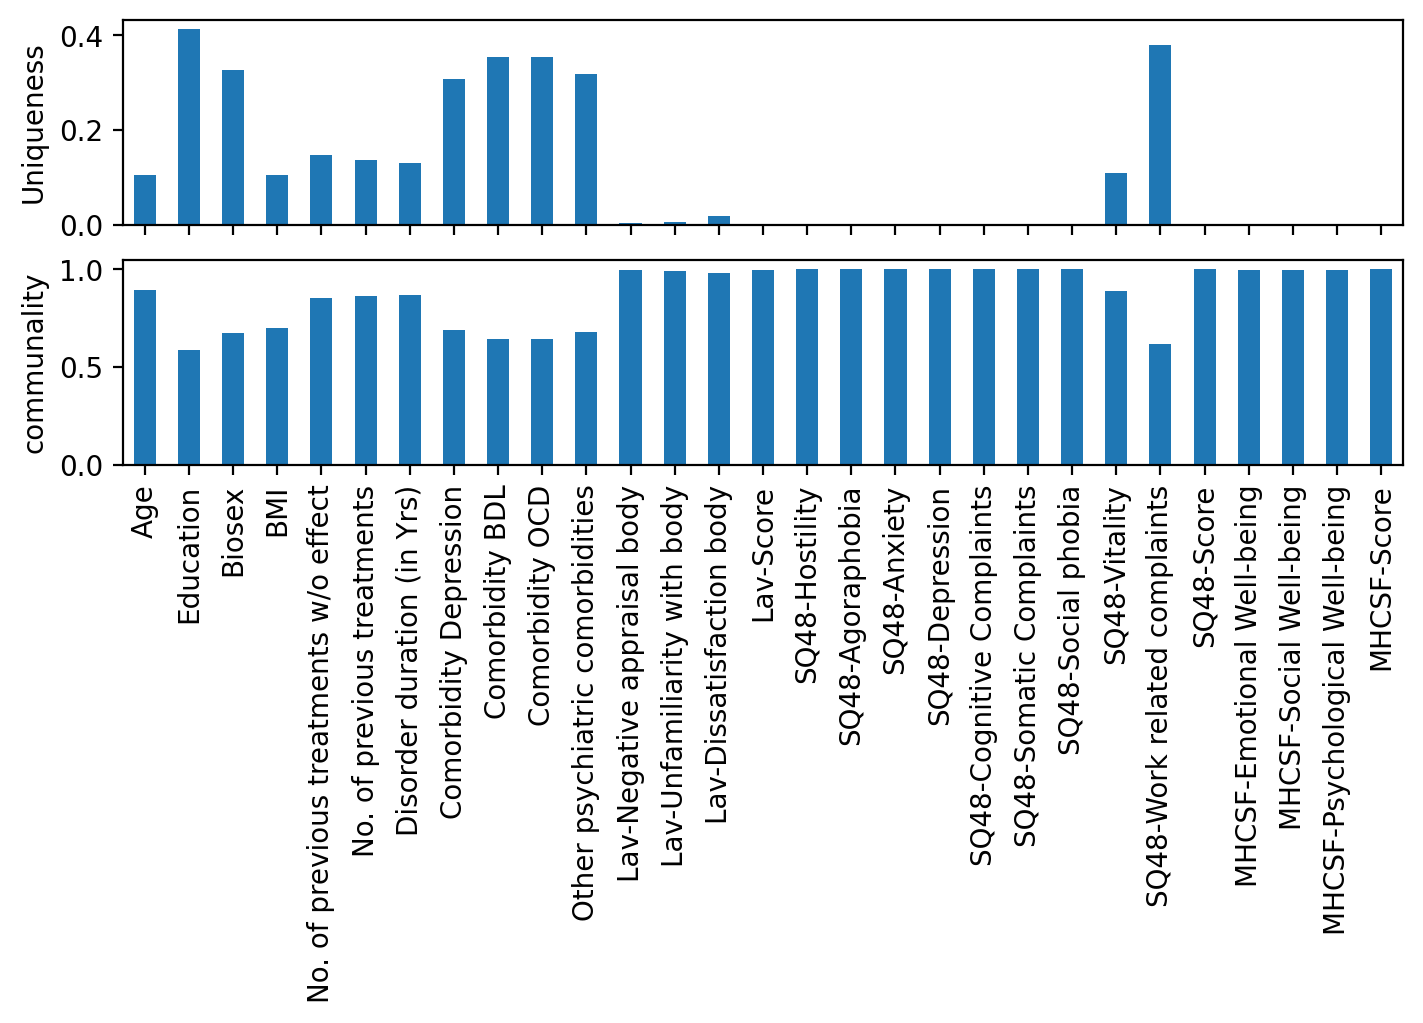 Uniqueness
0.4
0.2
0.0
communality
1.0
0.5
0.0
Age
Education
Biosex
BMI
No. of previous treatments w/o effect
No. of previous treatments
Disorder duration (in Yrs)
Comorbidity Depression
Comorbidity BDL
Comorbidity OCD
Other psychiatric comorbidities
Lav-Negative appraisal body
Lav-Unfamiliarity with body
Lav-Dissatisfaction body
Lav-Score
SQ48-Hostility
SQ48-Agoraphobia
SQ48-Anxiety
SQ48-Depression
SQ48-Cognitive Complaints
SQ48-Somatic Complaints
SQ48-Social phobia
SQ48-Vitality
SQ48-Work related complaints
SQ48-Score
MHCSF-Emotional Well-being
MHCSF-Social Well-being
MHCSF-Psychological Well-being
MHCSF-Score